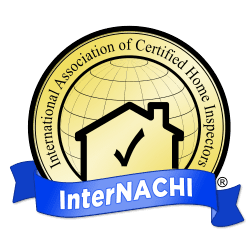 International Association of Certified Home Inspectors
InterNACHI
®